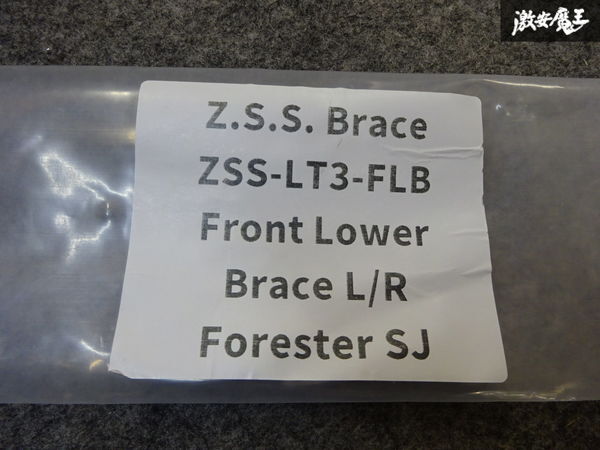 激安魔王
Z.S.S. Brace
ZSS-LT3-FLB
Front Lower
Brace L/R
Forester SJ